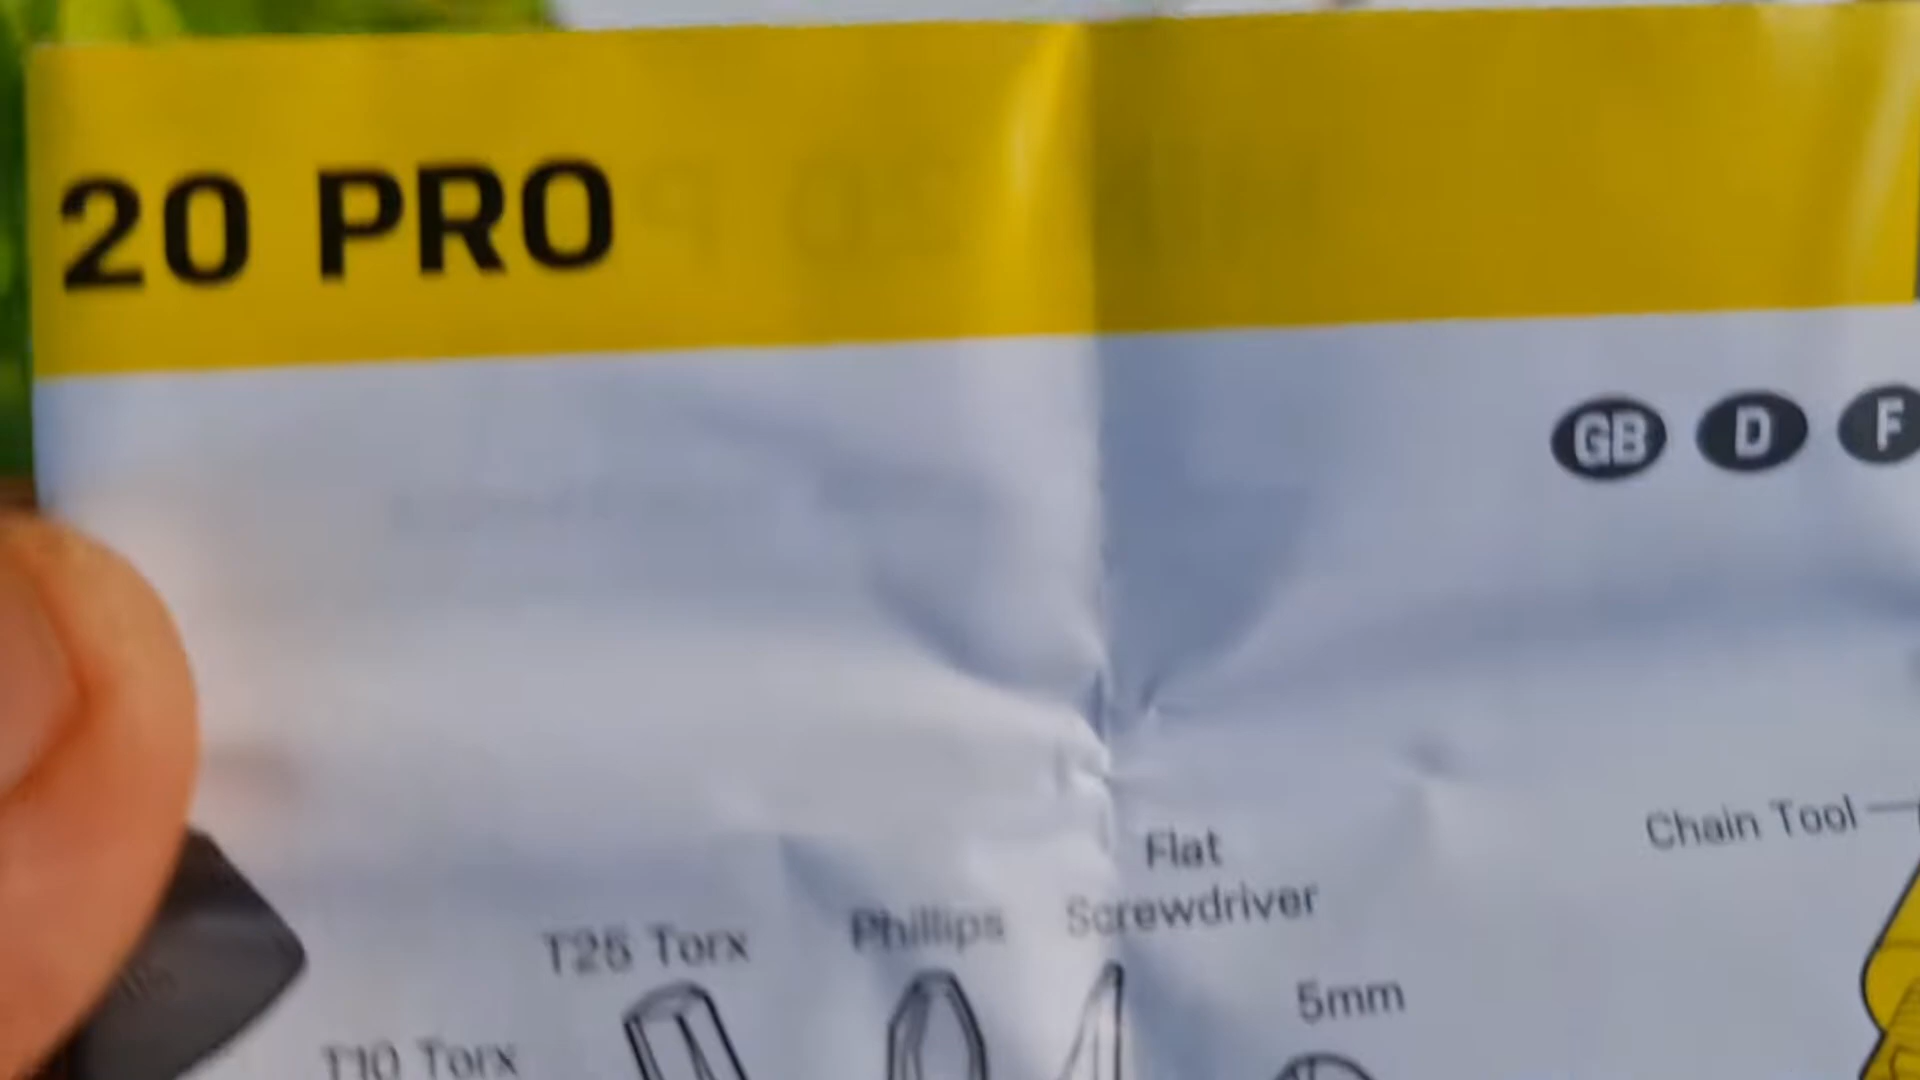 20 PRO
GB D F
Chain Tool
Flat
Screwdriver
Phillips
T25 Torx
5mm
T10 Torx